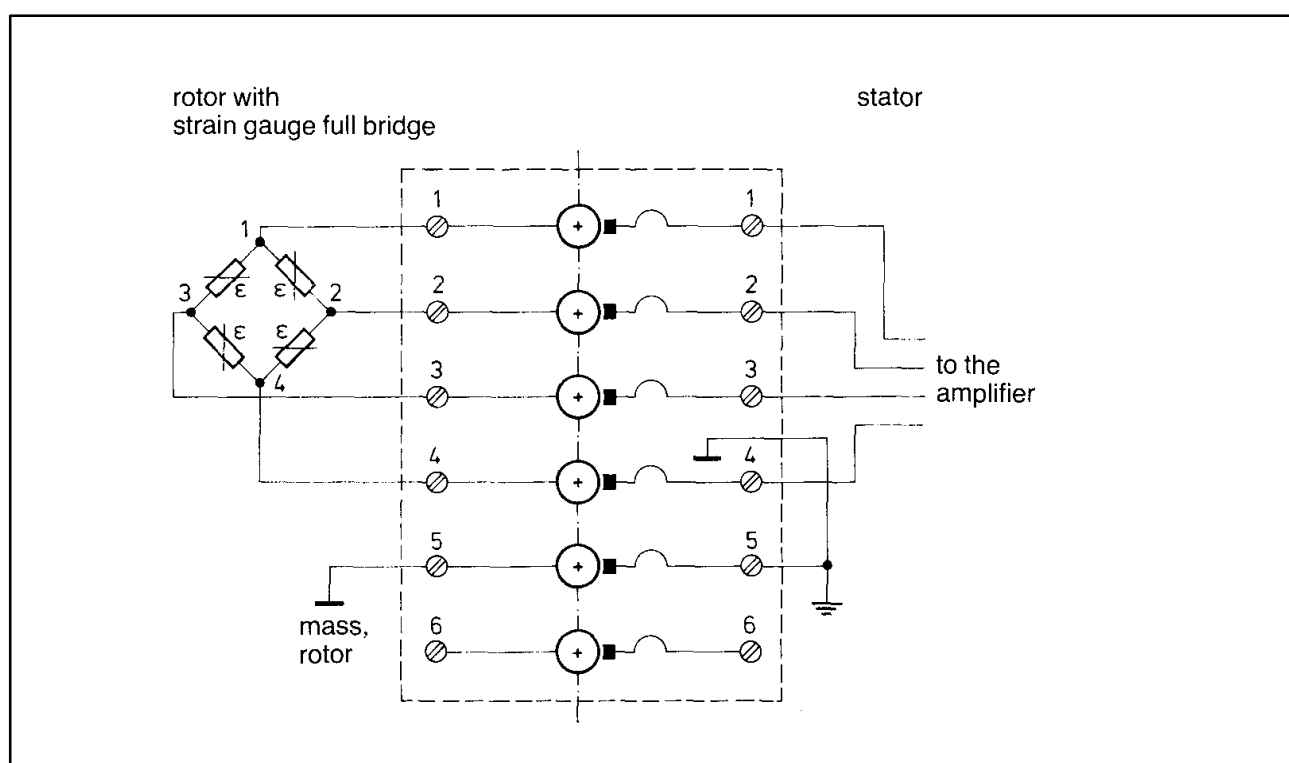 rotor with
strain gauge full bridge
stator
1
1
1
ε
ε
3
2
2
2
ε
ε
4
3
3
to the
amplifier
4
4
5
5
mass,
rotor
6
6